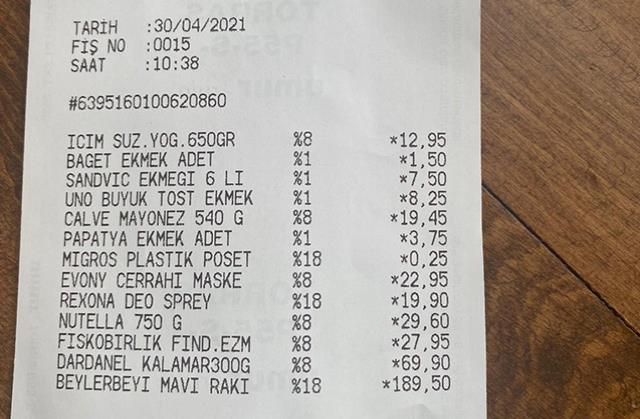 TARİH :30/04/2021
FİŞ NO :0015
SAAT :10:38
#6395160100620860
ICIM SUZ.YOG.650GR %8 *12,95
BAGET EKMEK ADET %1 *1,50
SANDVIC EKMEGI 6 LI %1 *7,50
UNO BUYUK TOST EKMEK %1 *8,25
CALVE MAYONEZ 540 G %8 *19,45
PAPATYA EKMEK ADET %1 *3,75
MIGROS PLASTIK POSET %18 *0,25
EVONY CERRAHI MASKE %8 *22,95
REXONA DEO SPREY %18 *19,90
NUTELLA 750 G %8 *29,60
FISKOBIRLIK FIND.EZM %8 *27,95
DARDANEL KALAMAR300G %8 *69,90
BEYLERBEYI MAVI RAKI %18 *189,50